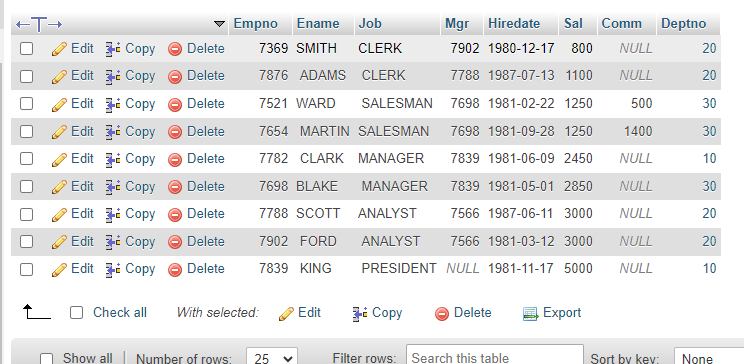 Empno Ename Job Mgr Hiredate Sal Comm Deptno
Edit Copy Delete 7369 SMITH CLERK 7902 1980-12-17 800 NULL 20
Edit Copy Delete 7876 ADAMS CLERK 7788 1987-07-13 1100 NULL 20
Edit Copy Delete 7521 WARD SALESMAN 7698 1981-02-22 1250 500 30
Edit Copy Delete 7654 MARTIN SALESMAN 7698 1981-09-28 1250 1400 30
Edit Copy Delete 7782 CLARK MANAGER 7839 1981-06-09 2450 NULL 10
Edit Copy Delete 7698 BLAKE MANAGER 7839 1981-05-01 2850 NULL 30
Edit Copy Delete 7788 SCOTT ANALYST 7566 1987-06-11 3000 NULL 20
Edit Copy Delete 7902 FORD ANALYST 7566 1981-03-12 3000 NULL 20
Edit Copy Delete 7839 KING PRESIDENT NULL 1981-11-17 5000 NULL 10
Check all With selected: Edit Copy Delete Export
Show all | Number of rows: 25 Filter rows: Search this table Sort by key: None